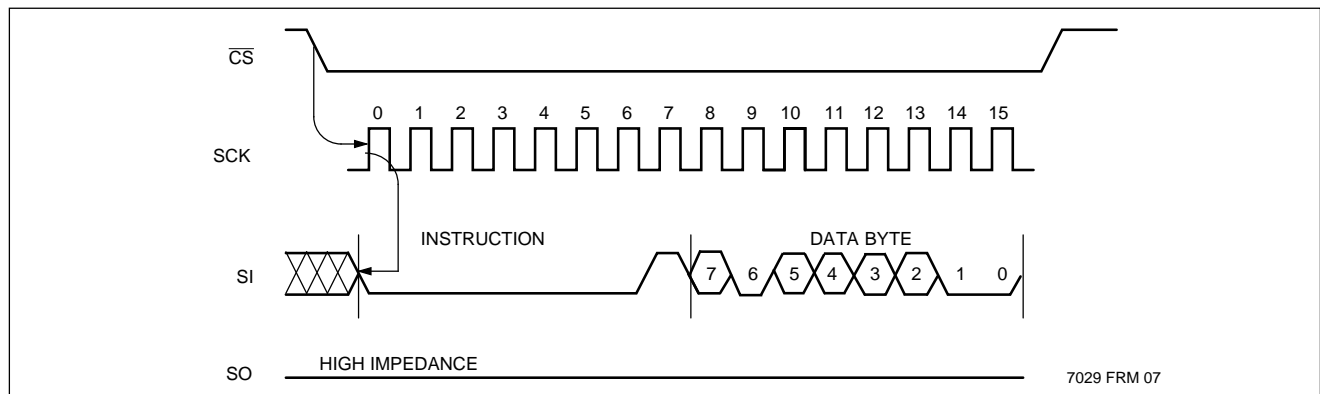 CS
0 1 2 3 4 5 6 7 8 9 10 11 12 13 14 15
SCK
INSTRUCTION DATA BYTE
SI 7 6 5 4 3 2 1 0
HIGH IMPEDANCE
SO
7029 FRM 07